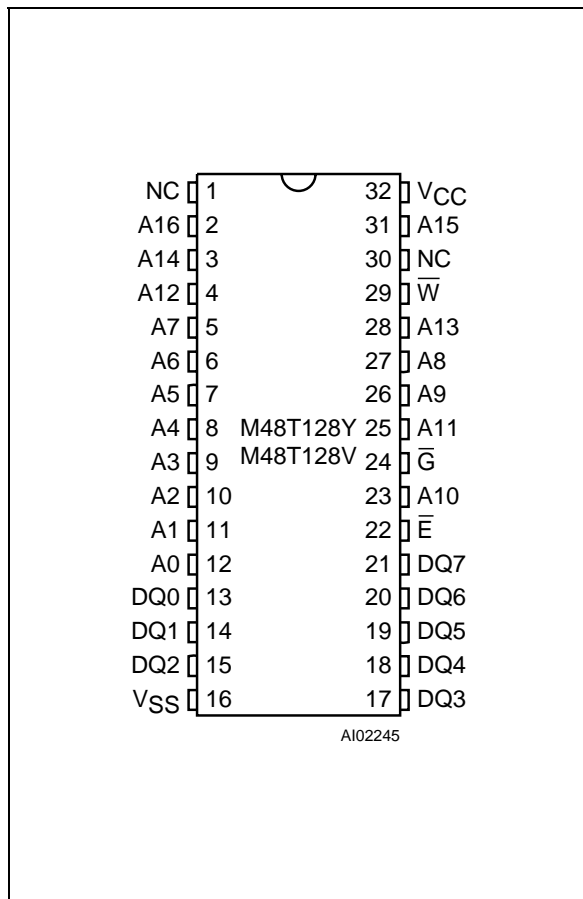 NC 1 32 VCC
A16 2 31 A15
A14 3 30 NC
A12 4 29 W̅
A7 5 28 A13
A6 6 27 A8
A5 7 26 A9
A4 8 M48T128Y 25 A11
A3 9 M48T128V 24 G̅
A2 10 23 A10
A1 11 22 E̅
A0 12 21 DQ7
DQ0 13 20 DQ6
DQ1 14 19 DQ5
DQ2 15 18 DQ4
VSS 16 17 DQ3
AI02245